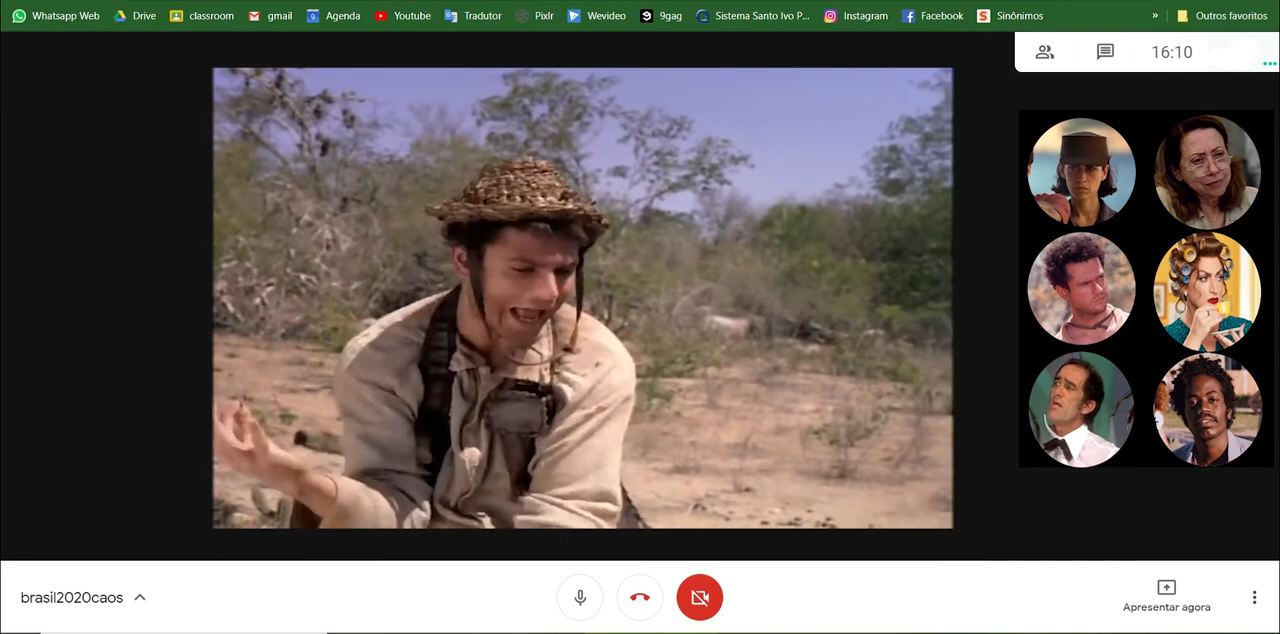 Whatsapp Web Drive classroom gmail 9 Agenda Youtube Tradutor Pixlr Wevideo 9gag Sistema Santo Ivo P... Instagram Facebook S Sinônimos » Outros favoritos
16:10
brasil2020caos
Apresentar agora